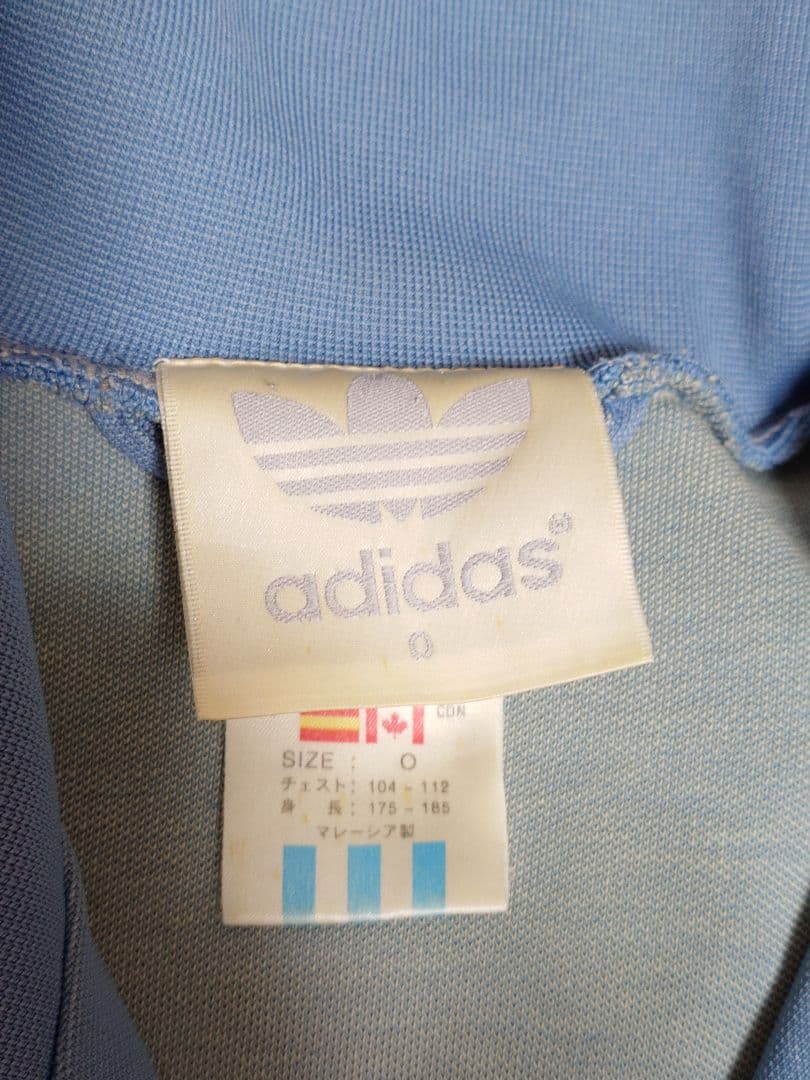 adidas®
O
CDN
SIZE : O
チェスト: 104 - 112
身 長: 175 - 185
マレーシア製